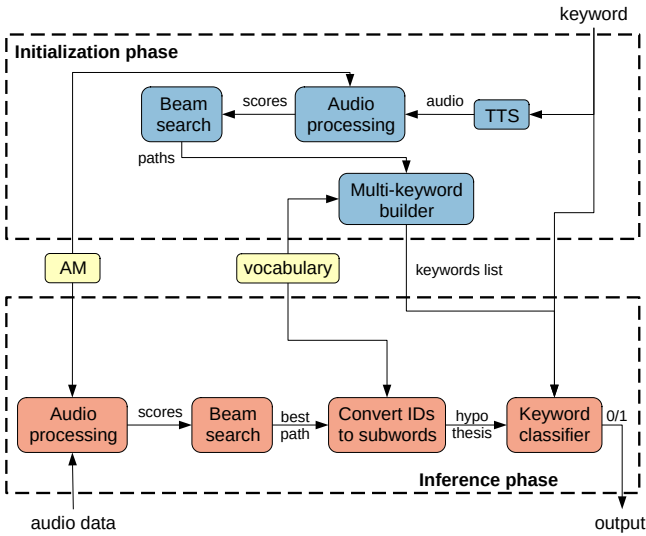 keyword
Initialization phase
Beam
search
scores
Audio
processing
audio
TTS
paths
Multi-keyword
builder
AM
vocabulary
keywords list
Audio
processing
scores
Beam
search
best
path
Convert IDs
to subwords
hypo
thesis
Keyword
classifier
0/1
Inference phase
audio data
output